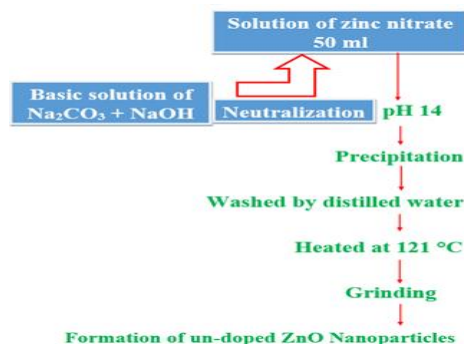 Solution of zinc nitrate
50 ml
Basic solution of
Na₂CO₃ + NaOH
Neutralization
pH 14
Precipitation
Washed by distilled water
Heated at 121 °C
Grinding
Formation of un-doped ZnO Nanoparticles